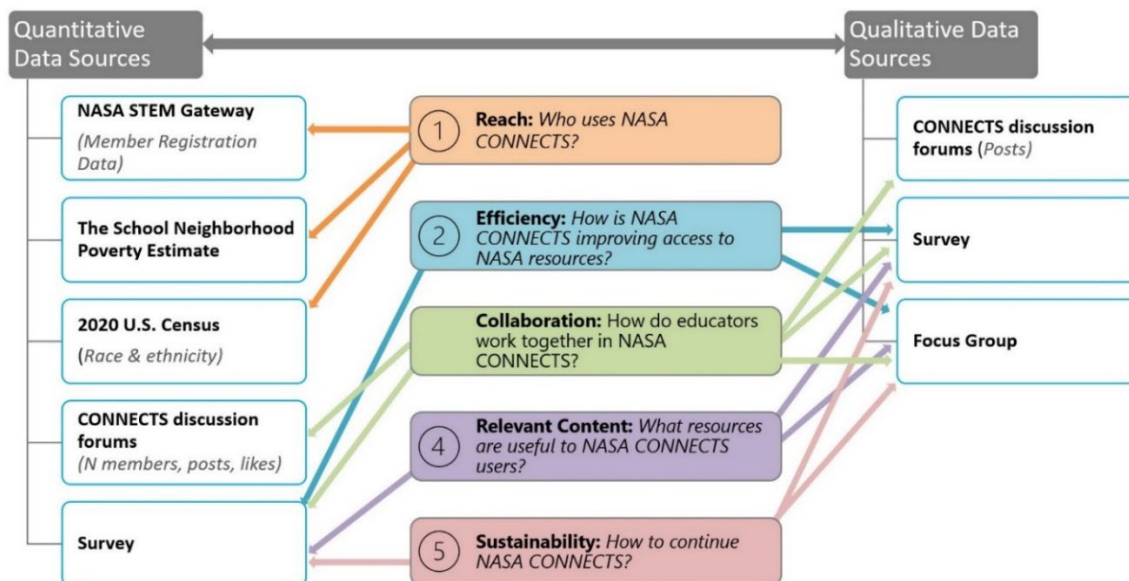 Quantitative
Data Sources
Qualitative Data
Sources
NASA STEM Gateway
(Member Registration
Data)
The School Neighborhood
Poverty Estimate
2020 U.S. Census
(Race & ethnicity)
CONNECTS discussion
forums
(N members, posts, likes)
Survey
1
Reach: Who uses NASA
CONNECTS?
2
Efficiency: How is NASA
CONNECTS improving access to
NASA resources?
Collaboration: How do educators
work together in NASA
CONNECTS?
4
Relevant Content: What resources
are useful to NASA CONNECTS
users?
5
Sustainability: How to continue
NASA CONNECTS?
CONNECTS discussion
forums (Posts)
Survey
Focus Group